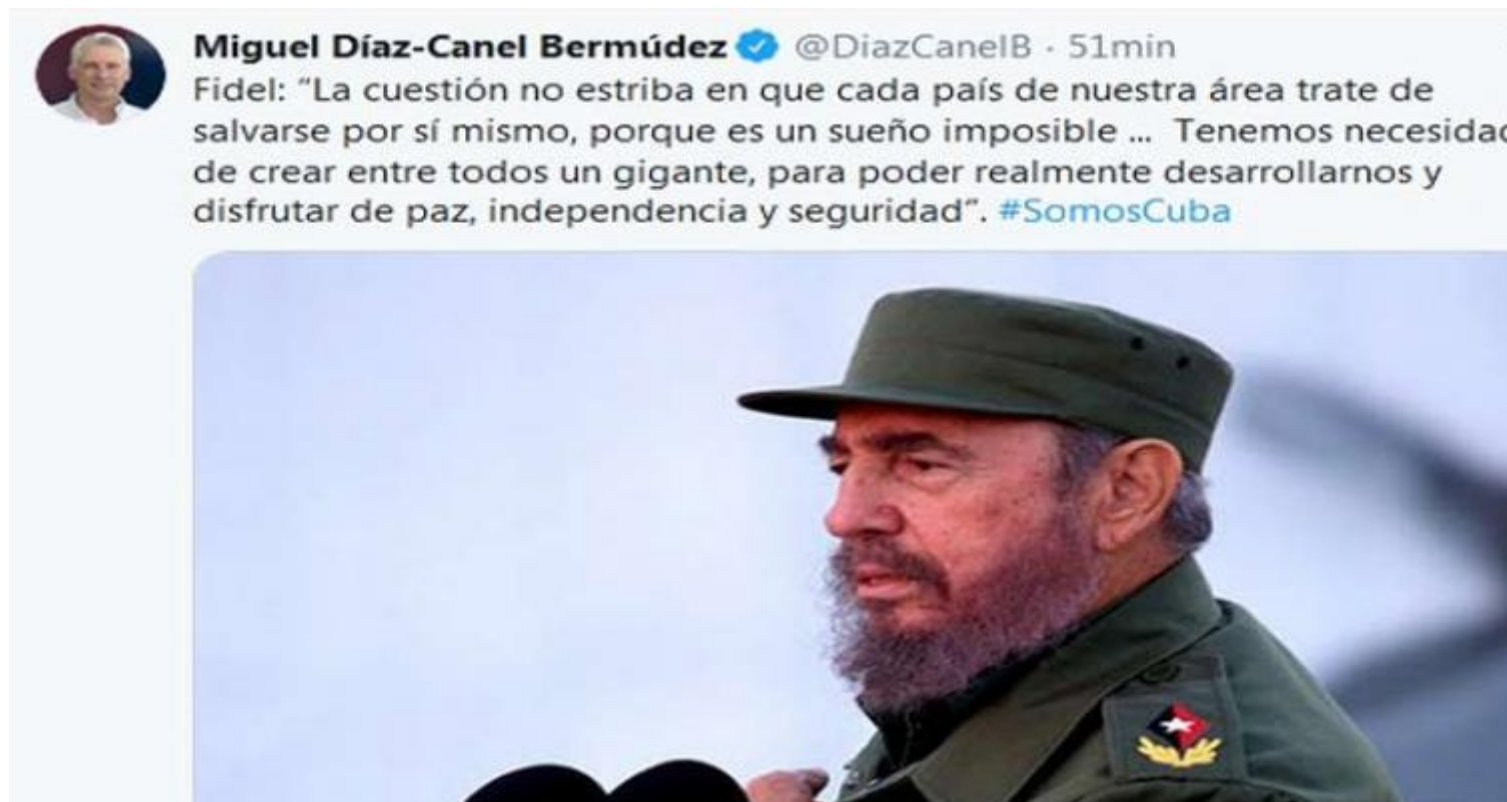 Miguel Díaz-Canel Bermúdez @DiazCanelB · 51min
Fidel: “La cuestión no estriba en que cada país de nuestra área trate de
salvarse por sí mismo, porque es un sueño imposible ... Tenemos necesidad
de crear entre todos un gigante, para poder realmente desarrollarnos y
disfrutar de paz, independencia y seguridad”. #SomosCuba